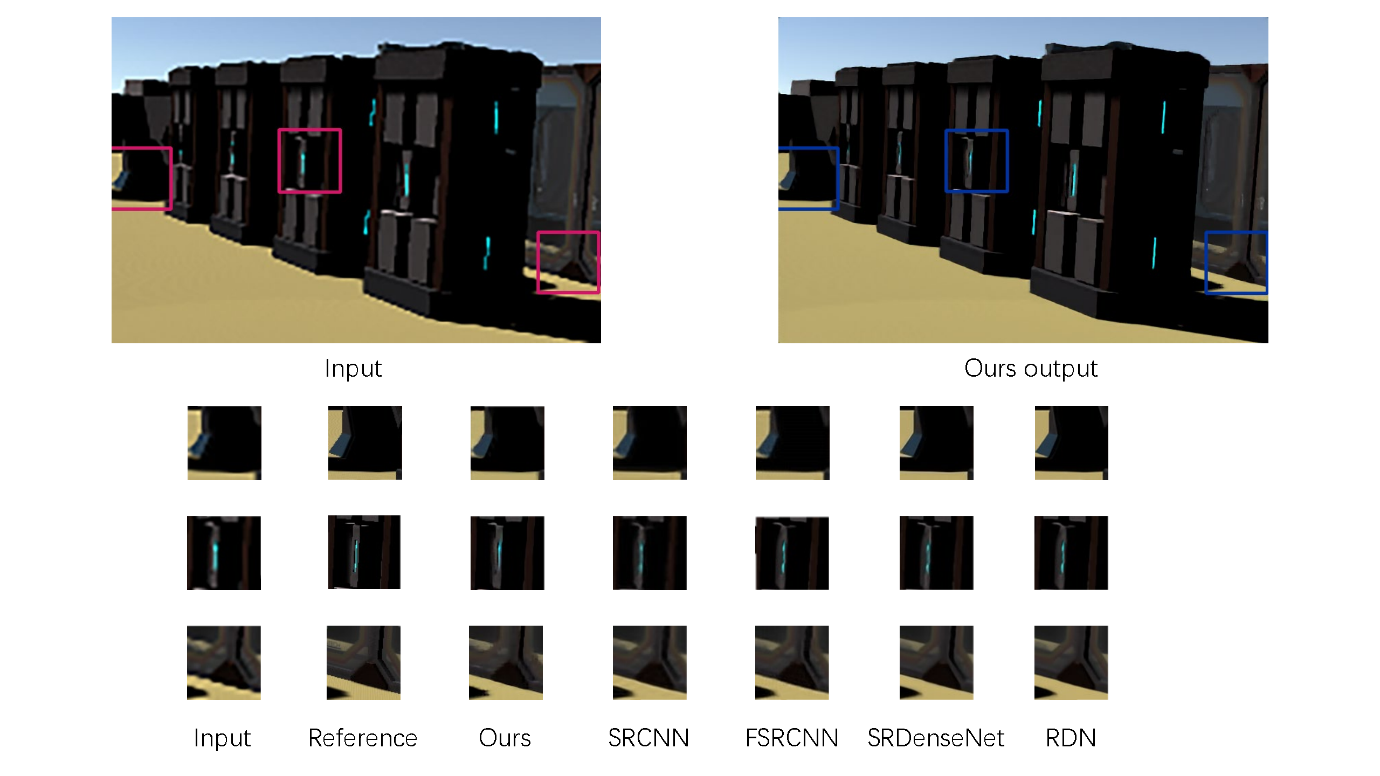 Input
Ours output
Input
Reference
Ours
SRCNN
FSRCNN
SRDenseNet
RDN